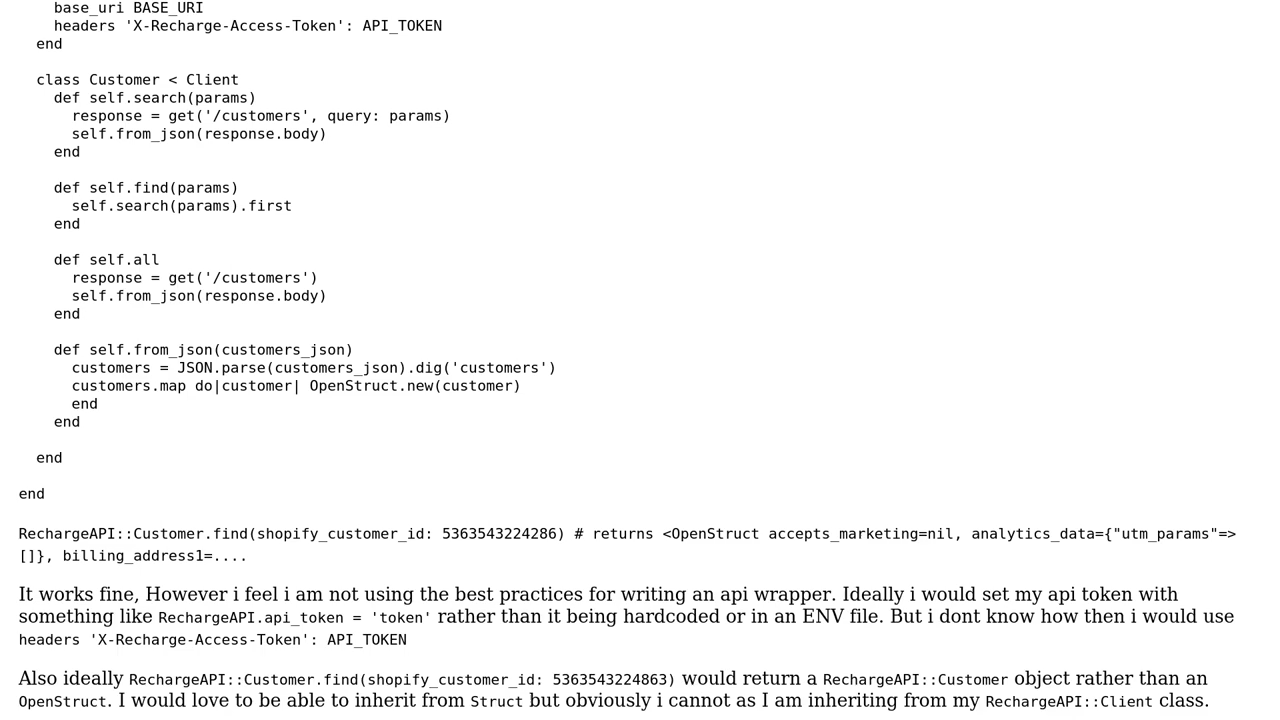 base_uri BASE_URI
headers 'X-Recharge-Access-Token': API_TOKEN
end
class Customer < Client
def self.search(params)
response = get('/customers', query: params)
self.from_json(response.body)
end
def self.find(params)
self.search(params).first
end
def self.all
response = get('/customers')
self.from_json(response.body)
end
def self.from_json(customers_json)
customers = JSON.parse(customers_json).dig('customers')
customers.map do|customer| OpenStruct.new(customer)
end
end
end
end
RechargeAPI::Customer.find(shopify_customer_id: 5363543224286) # returns <OpenStruct accepts_marketing=nil, analytics_data={"utm_params"=>
[]}, billing_address1=....
It works fine, However i feel i am not using the best practices for writing an api wrapper. Ideally i would set my api token with
something like RechargeAPI.api_token = 'token' rather than it being hardcoded or in an ENV file. But i dont know how then i would use
headers 'X-Recharge-Access-Token': API_TOKEN
Also ideally RechargeAPI::Customer.find(shopify_customer_id: 5363543224863) would return a RechargeAPI::Customer object rather than an
OpenStruct. I would love to be able to inherit from Struct but obviously i cannot as I am inheriting from my RechargeAPI::Client class.